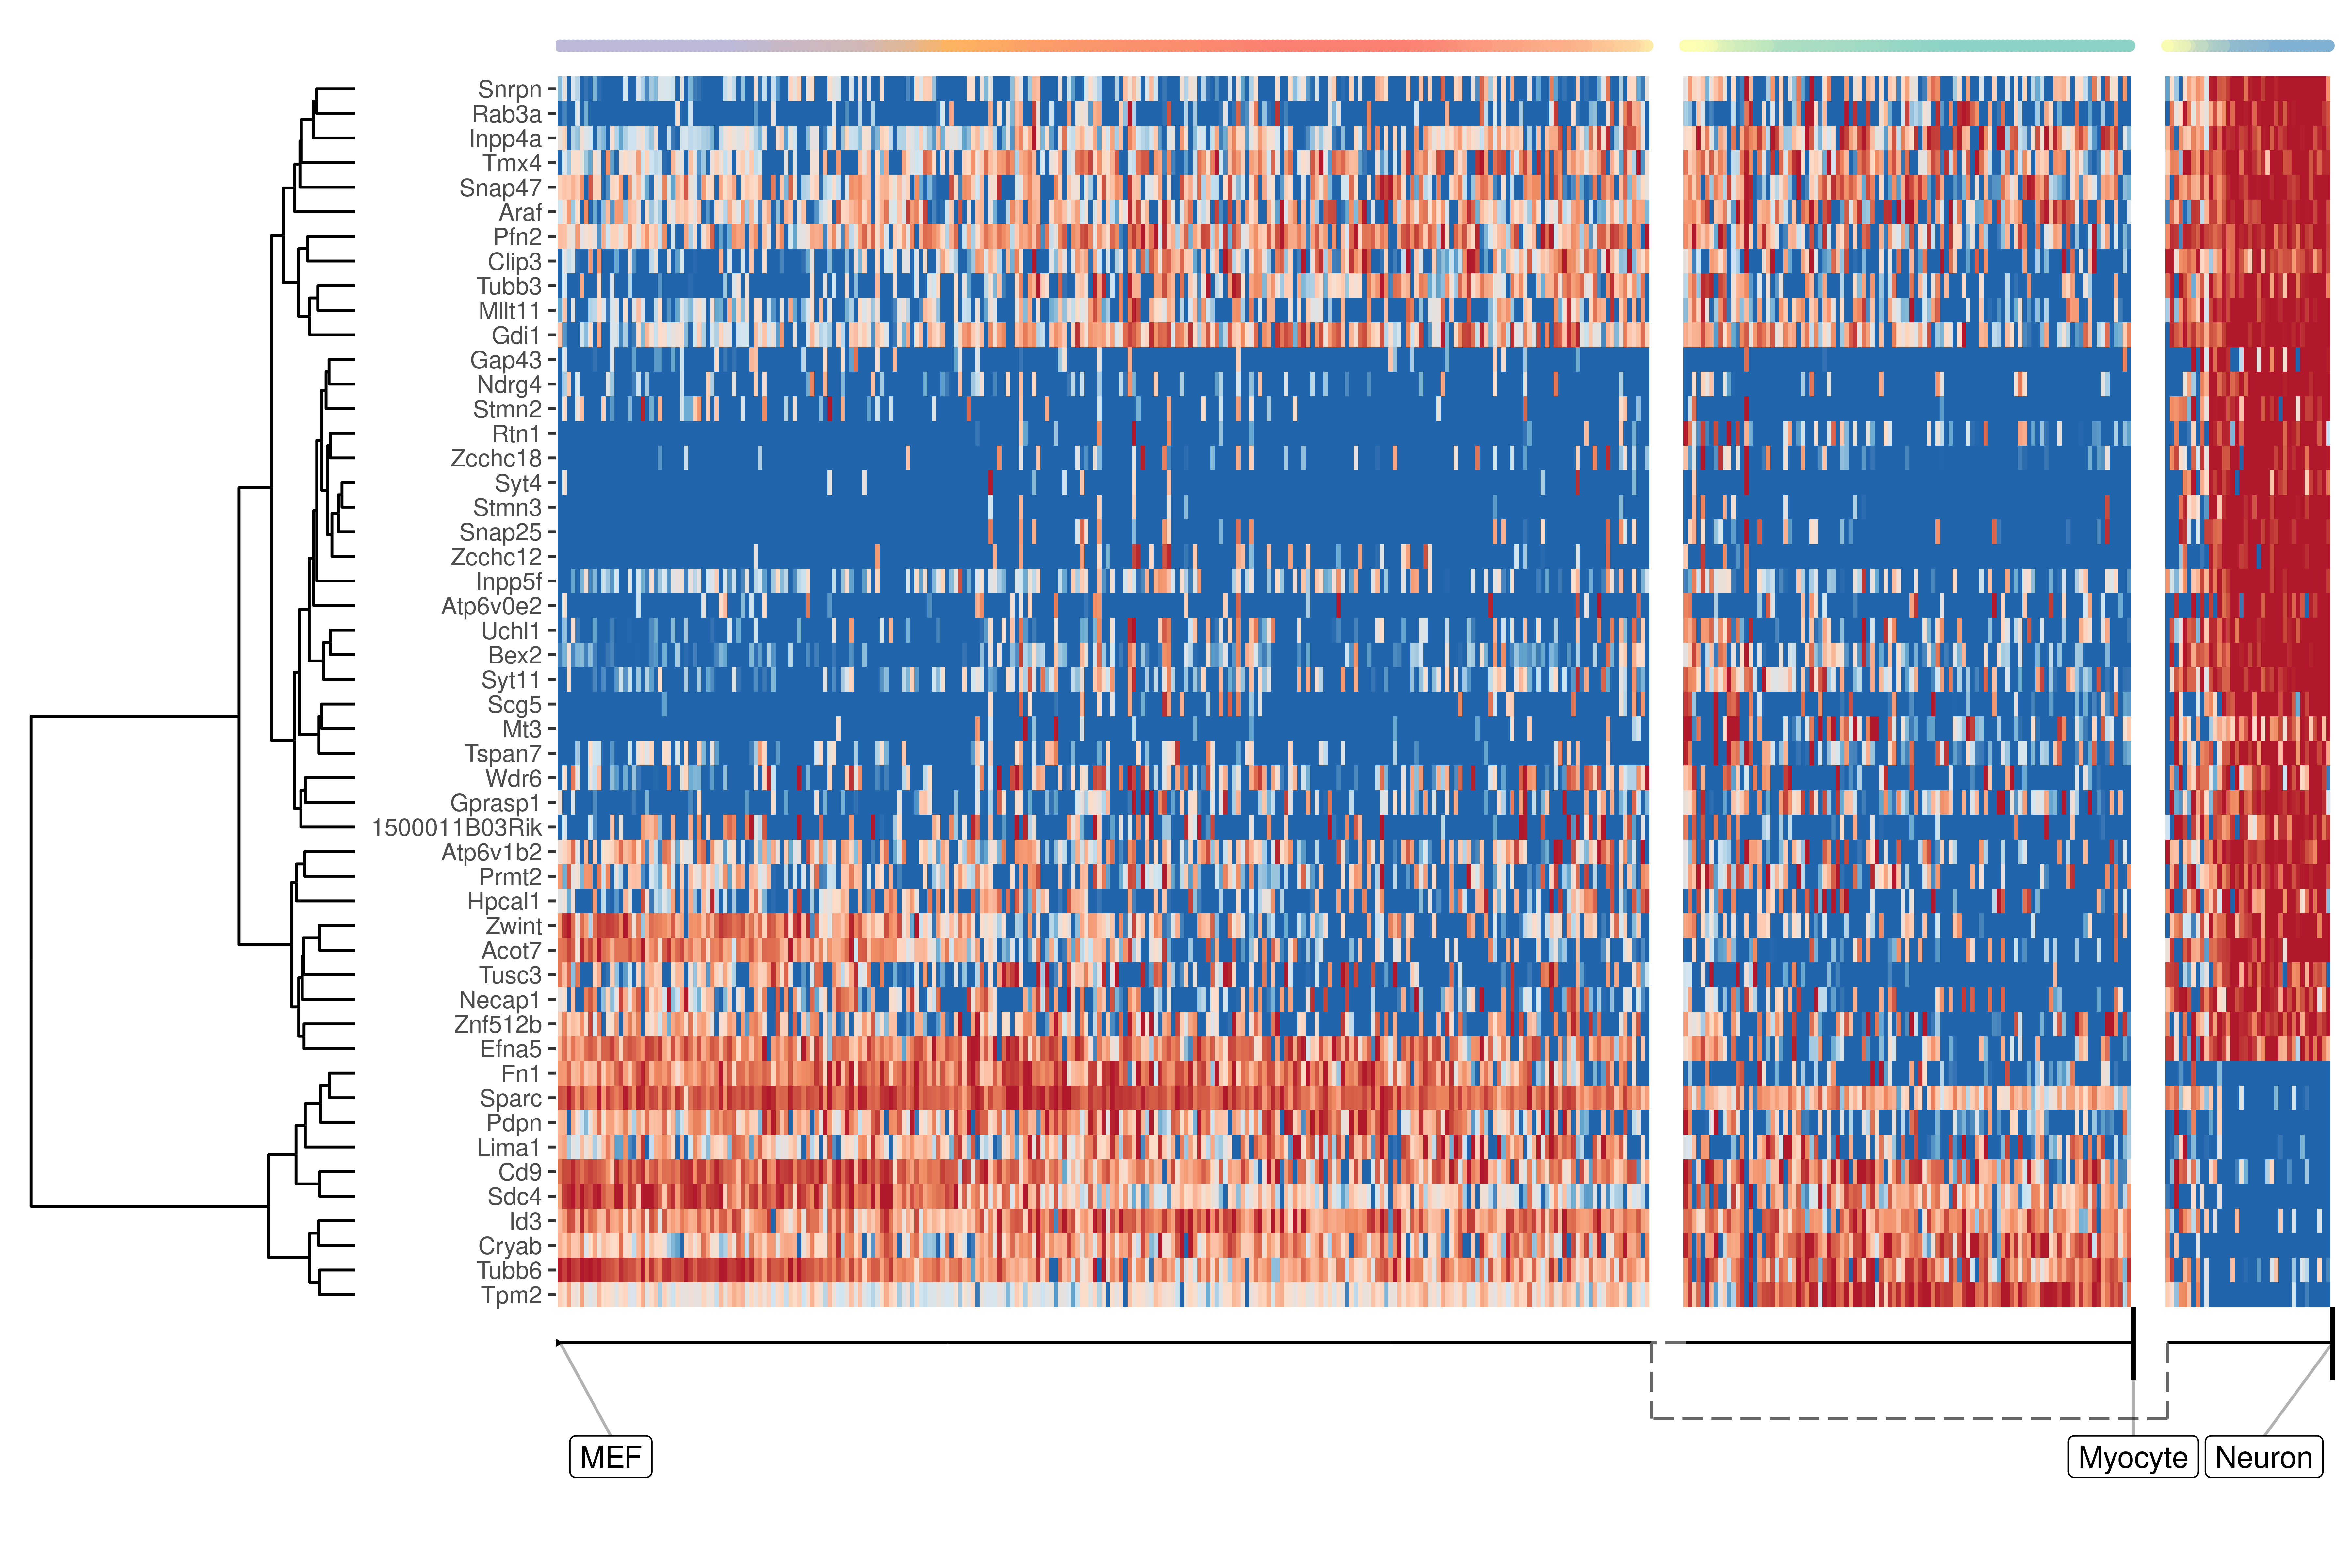 Snrpn
Rab3a
Inpp4a
Tmx4
Snap47
Araf
Pfn2
Clip3
Tubb3
Mllt11
Gdi1
Gap43
Ndrg4
Stmn2
Rtn1
Zcchc18
Syt4
Stmn3
Snap25
Zcchc12
Inpp5f
Atp6v0e2
Uchl1
Bex2
Syt11
Scg5
Mt3
Tspan7
Wdr6
Gprasp1
1500011B03Rik
Atp6v1b2
Prmt2
Hpcal1
Zwint
Acot7
Tusc3
Necap1
Znf512b
Efna5
Fn1
Sparc
Pdpn
Lima1
Cd9
Sdc4
Id3
Cryab
Tubb6
Tpm2
MEF Myocyte Neuron